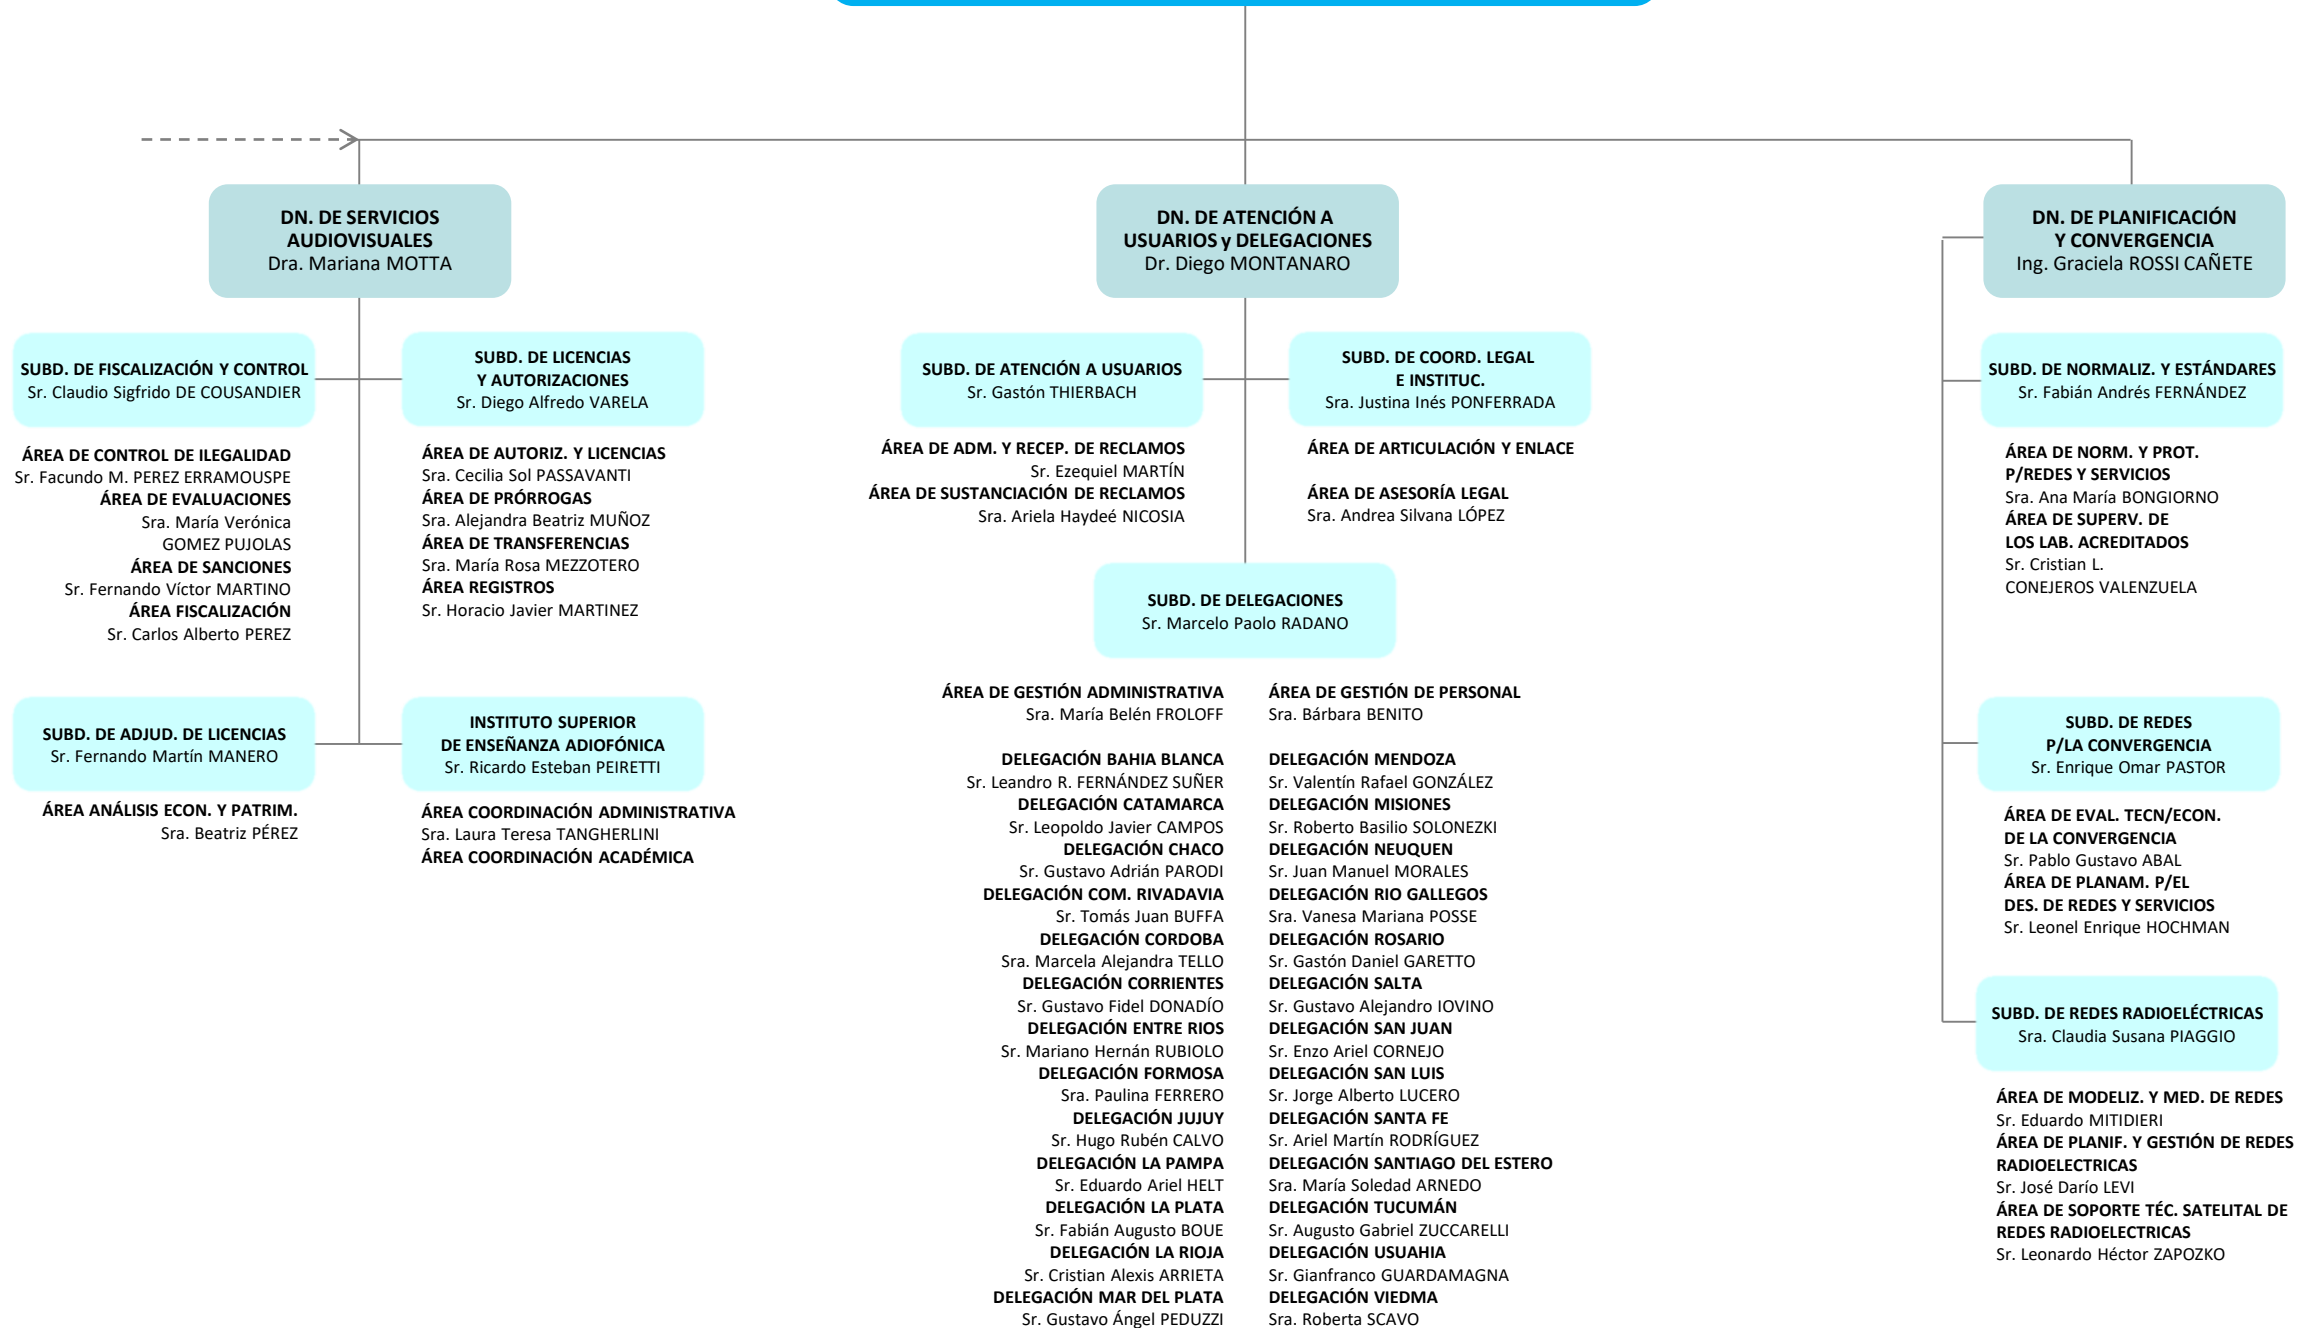 DN. DE SERVICIOS
AUDIOVISUALES
Dra. Mariana MOTTA
SUBD. DE FISCALIZACIÓN Y CONTROL
Sr. Claudio Sigfrido DE COUSANDIER
ÁREA DE CONTROL DE ILEGALIDAD
Sr. Facundo M. PEREZ ERRAMOUSPE
ÁREA DE EVALUACIONES
Sra. María Verónica
GOMEZ PUJOLAS
ÁREA DE SANCIONES
Sr. Fernando Víctor MARTINO
ÁREA FISCALIZACIÓN
Sr. Carlos Alberto PEREZ
SUBD. DE LICENCIAS
Y AUTORIZACIONES
Sr. Diego Alfredo VARELA
ÁREA DE AUTORIZ. Y LICENCIAS
Sra. Cecilia Sol PASSAVANTI
ÁREA DE PRÓRROGAS
Sra. Alejandra Beatriz MUÑOZ
ÁREA DE TRANSFERENCIAS
Sra. María Rosa MEZZOTERO
ÁREA REGISTROS
Sr. Horacio Javier MARTINEZ
SUBD. DE ADJUD. DE LICENCIAS
Sr. Fernando Martín MANERO
ÁREA ANÁLISIS ECON. Y PATRIM.
Sra. Beatriz PÉREZ
INSTITUTO SUPERIOR
DE ENSEÑANZA ADIOFÓNICA
Sr. Ricardo Esteban PEIRETTI
ÁREA COORDINACIÓN ADMINISTRATIVA
Sra. Laura Teresa TANGHERLINI
ÁREA COORDINACIÓN ACADÉMICA
DN. DE ATENCIÓN A
USUARIOS y DELEGACIONES
Dr. Diego MONTANARO
SUBD. DE ATENCIÓN A USUARIOS
Sr. Gastón THIERBACH
ÁREA DE ADM. Y RECEP. DE RECLAMOS
Sr. Ezequiel MARTÍN
ÁREA DE SUSTANCIACIÓN DE RECLAMOS
Sra. Ariela Haydeé NICOSIA
SUBD. DE COORD. LEGAL
E INSTITUC.
Sra. Justina Inés PONFERRADA
ÁREA DE ARTICULACIÓN Y ENLACE
ÁREA DE ASESORÍA LEGAL
Sra. Andrea Silvana LÓPEZ
SUBD. DE DELEGACIONES
Sr. Marcelo Paolo RADANO
ÁREA DE GESTIÓN ADMINISTRATIVA
Sra. María Belén FROLOFF
DELEGACIÓN BAHIA BLANCA
Sr. Leandro R. FERNÁNDEZ SUÑER
DELEGACIÓN CATAMARCA
Sr. Leopoldo Javier CAMPOS
DELEGACIÓN CHACO
Sr. Gustavo Adrián PARODI
DELEGACIÓN COM. RIVADAVIA
Sr. Tomás Juan BUFFA
DELEGACIÓN CORDOBA
Sra. Marcela Alejandra TELLO
DELEGACIÓN CORRIENTES
Sr. Gustavo Fidel DONADÍO
DELEGACIÓN ENTRE RIOS
Sr. Mariano Hernán RUBIOLO
DELEGACIÓN FORMOSA
Sra. Paulina FERRERO
DELEGACIÓN JUJUY
Sr. Hugo Rubén CALVO
DELEGACIÓN LA PAMPA
Sr. Eduardo Ariel HELT
DELEGACIÓN LA PLATA
Sr. Fabián Augusto BOUE
DELEGACIÓN LA RIOJA
Sr. Cristian Alexis ARRIETA
DELEGACIÓN MAR DEL PLATA
Sr. Gustavo Ángel PEDUZZI
ÁREA DE GESTIÓN DE PERSONAL
Sra. Bárbara BENITO
DELEGACIÓN MENDOZA
Sr. Valentín Rafael GONZÁLEZ
DELEGACIÓN MISIONES
Sr. Roberto Basilio SOLONEZKI
DELEGACIÓN NEUQUEN
Sr. Juan Manuel MORALES
DELEGACIÓN RIO GALLEGOS
Sra. Vanesa Mariana POSSE
DELEGACIÓN ROSARIO
Sr. Gastón Daniel GARETTO
DELEGACIÓN SALTA
Sr. Gustavo Alejandro IOVINO
DELEGACIÓN SAN JUAN
Sr. Enzo Ariel CORNEJO
DELEGACIÓN SAN LUIS
Sr. Jorge Alberto LUCERO
DELEGACIÓN SANTA FE
Sr. Ariel Martín RODRÍGUEZ
DELEGACIÓN SANTIAGO DEL ESTERO
Sra. María Soledad ARNEDO
DELEGACIÓN TUCUMÁN
Sr. Augusto Gabriel ZUCCARELLI
DELEGACIÓN USUAHIA
Sr. Gianfranco GUARDAMAGNA
DELEGACIÓN VIEDMA
Sra. Roberta SCAVO
DN. DE PLANIFICACIÓN
Y CONVERGENCIA
Ing. Graciela ROSSI CAÑETE
SUBD. DE NORMALIZ. Y ESTÁNDARES
Sr. Fabián Andrés FERNÁNDEZ
ÁREA DE NORM. Y PROT.
P/REDES Y SERVICIOS
Sra. Ana María BONGIORNO
ÁREA DE SUPERV. DE
LOS LAB. ACREDITADOS
Sr. Cristian L.
CONEJEROS VALENZUELA
SUBD. DE REDES
P/LA CONVERGENCIA
Sr. Enrique Omar PASTOR
ÁREA DE EVAL. TECN/ECON.
DE LA CONVERGENCIA
Sr. Pablo Gustavo ABAL
ÁREA DE PLANAM. P/EL
DES. DE REDES Y SERVICIOS
Sr. Leonel Enrique HOCHMAN
SUBD. DE REDES RADIOELÉCTRICAS
Sra. Claudia Susana PIAGGIO
ÁREA DE MODELIZ. Y MED. DE REDES
Sr. Eduardo MITIDIERI
ÁREA DE PLANIF. Y GESTIÓN DE REDES
RADIOELECTRICAS
Sr. José Darío LEVI
ÁREA DE SOPORTE TÉC. SATELITAL DE
REDES RADIOELECTRICAS
Sr. Leonardo Héctor ZAPOZKO